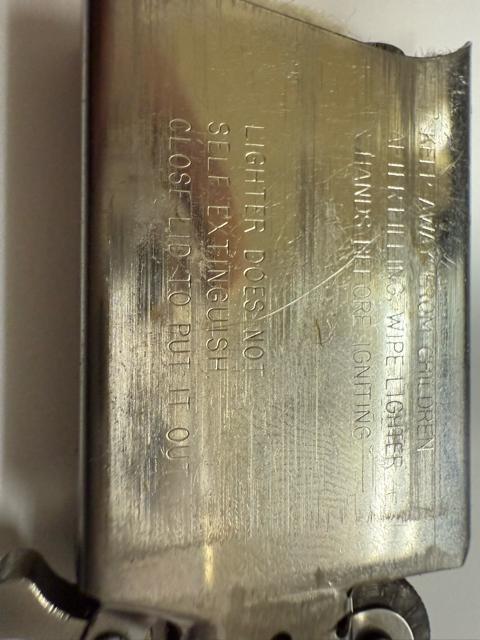 KEEP AWAY FROM CHILDREN
AFTER FILLING, WIPE LIGHTER +
HANDS BEFORE IGNITING
LIGHTER DOES NOT
SELF EXTINGUISH
CLOSE LID TO PUT IT OU